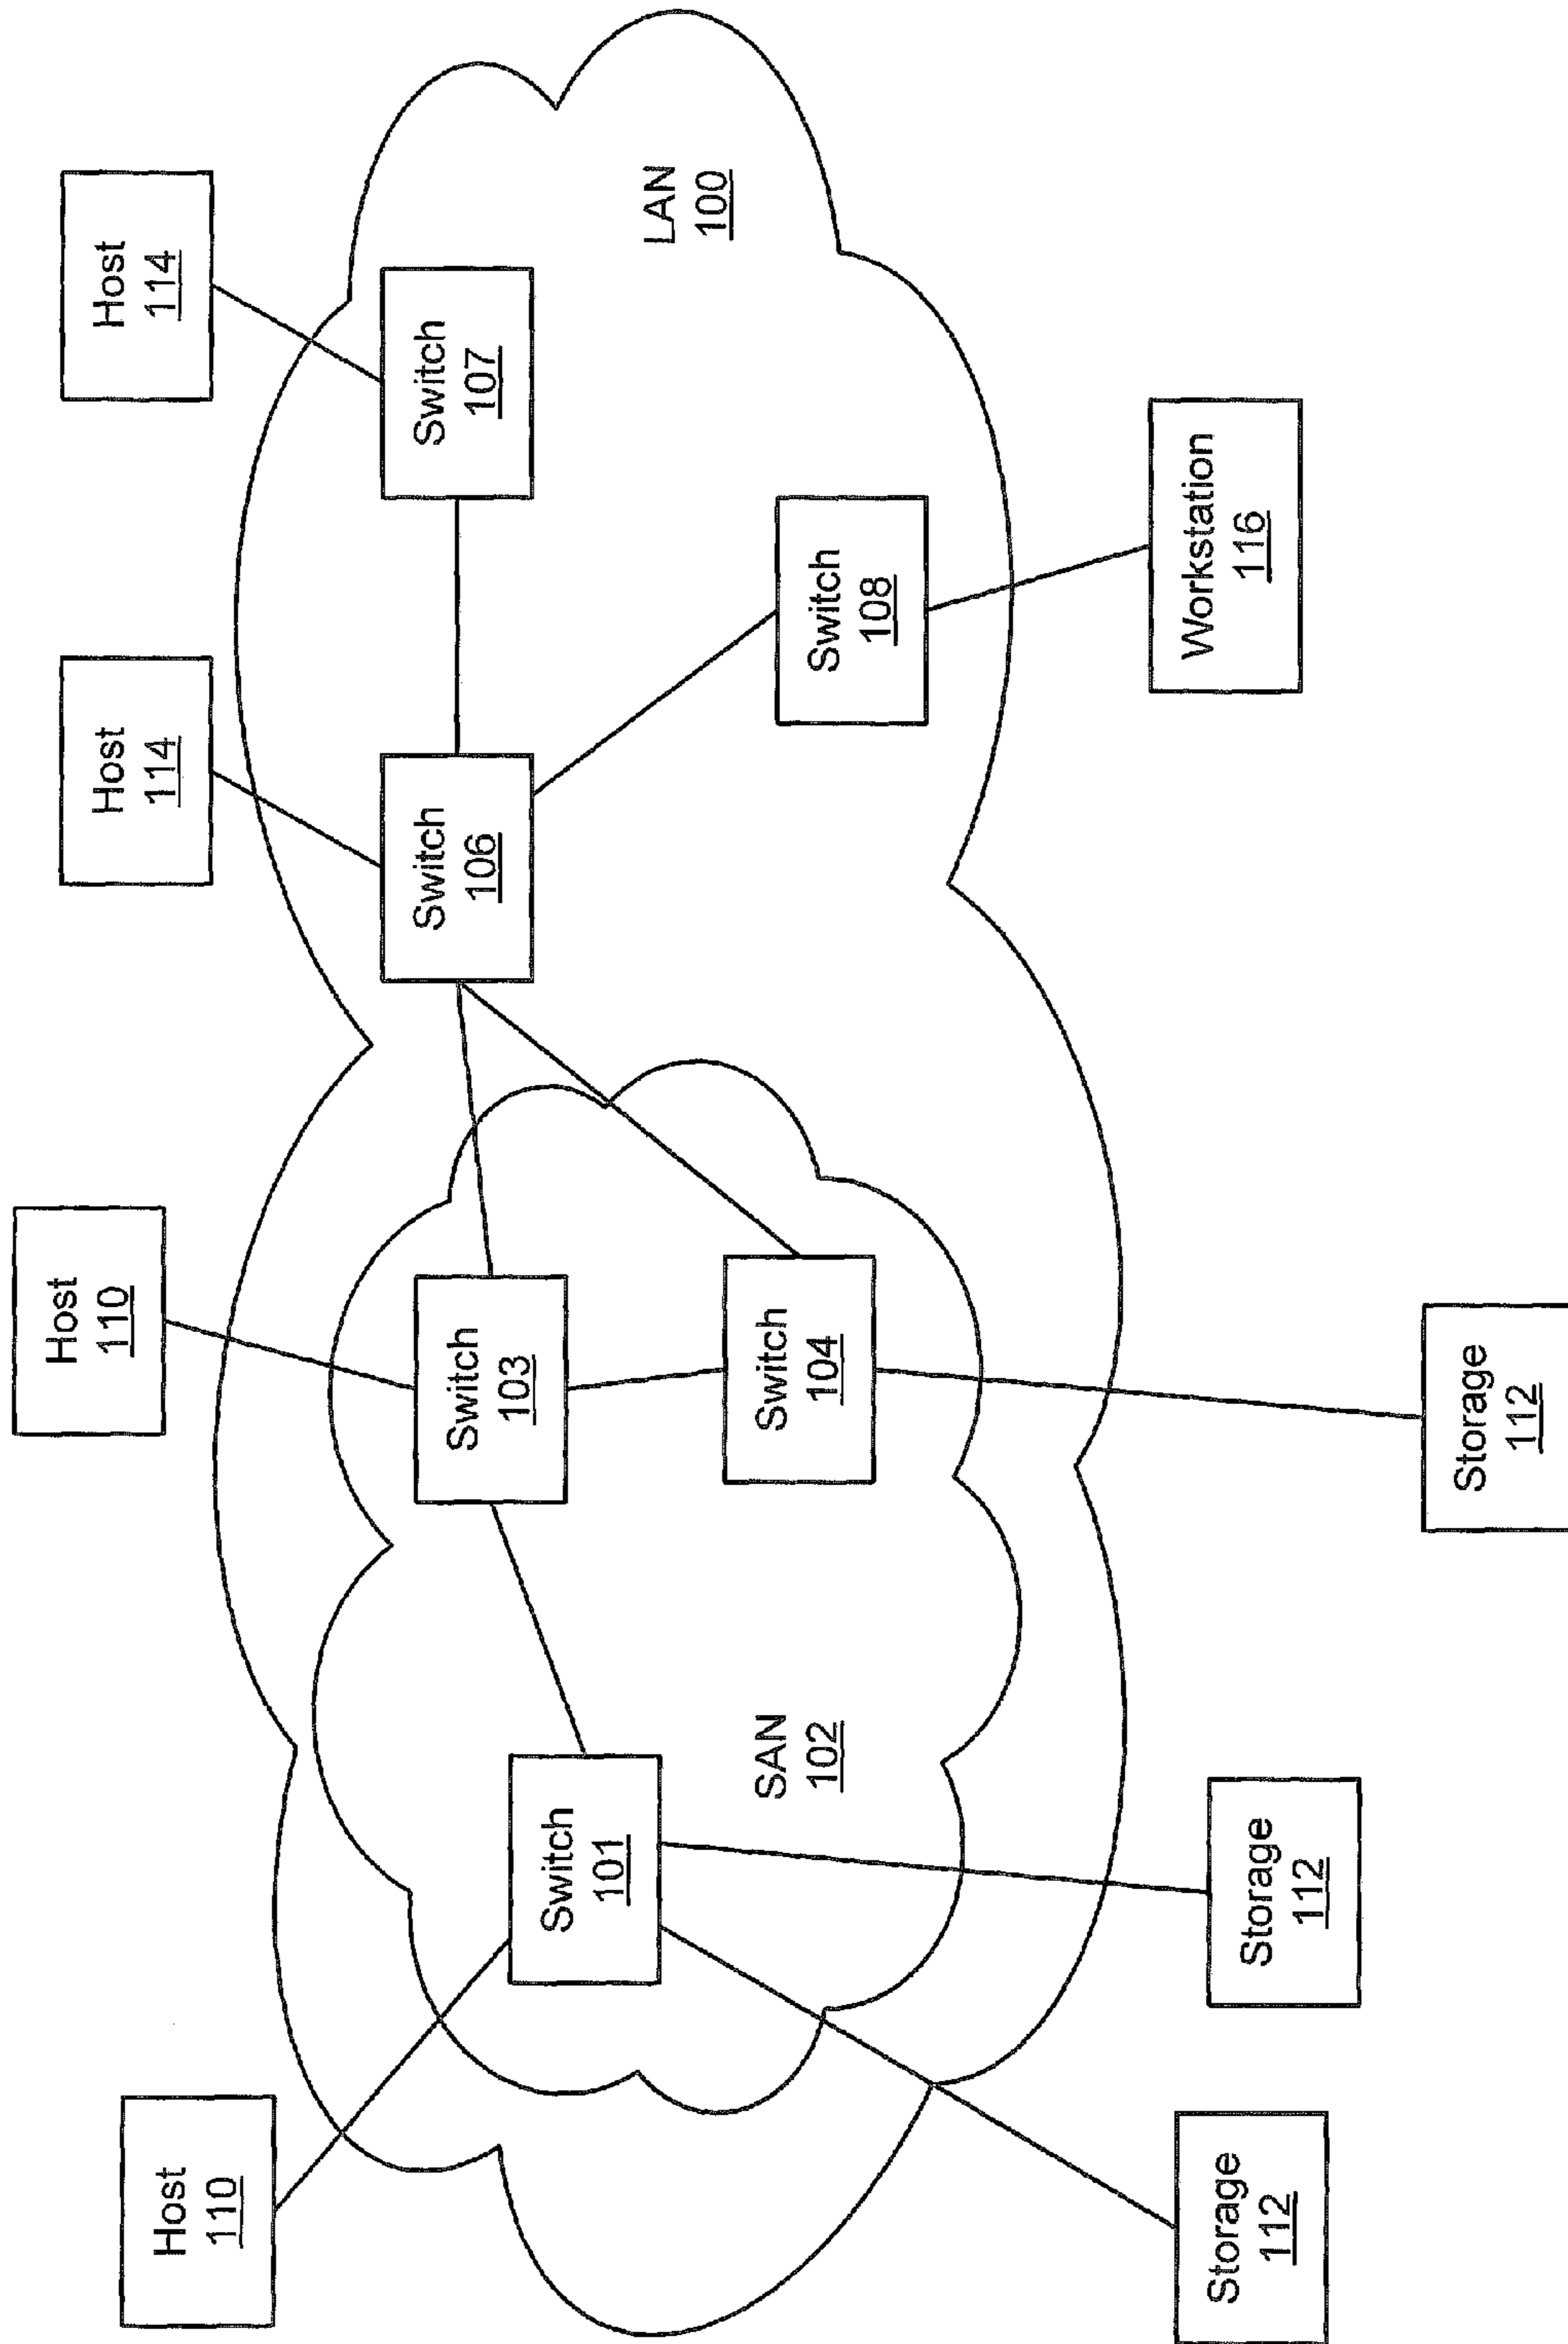 Host
110
Host
110
Host
114
Host
114
Switch
101
Switch
103
Switch
106
Switch
107
SAN
102
Switch
104
Switch
108
LAN
100
Storage
112
Storage
112
Storage
112
Workstation
116